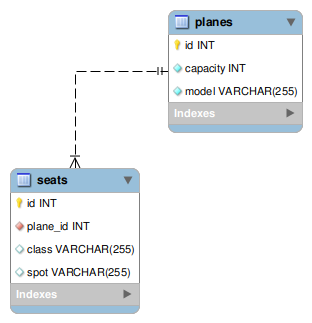 planes
id INT
capacity INT
model VARCHAR(255)
Indexes
seats
id INT
plane_id INT
class VARCHAR(255)
spot VARCHAR(255)
Indexes